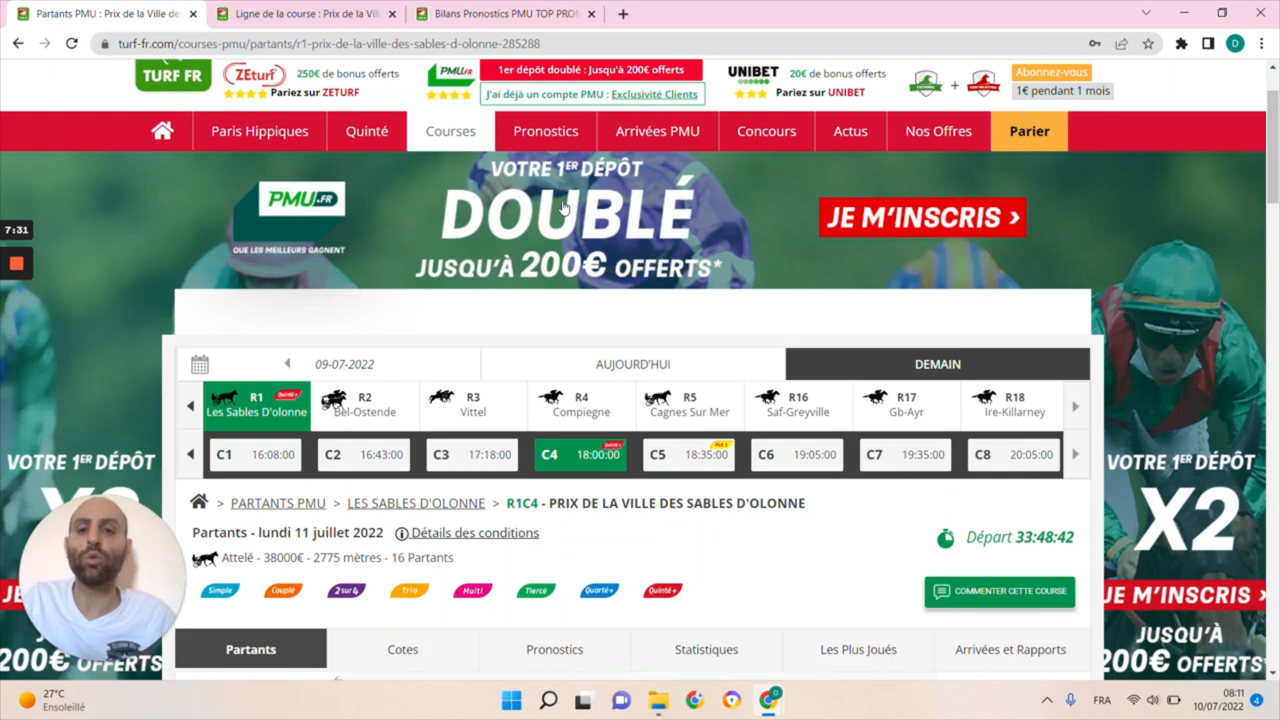 Partants PMU : Prix de la Ville des
Ligne de la course : Prix de la Vill
Bilans Pronostics PMU TOP PRON
turf-fr.com/courses-pmu/partants/r1-prix-de-la-ville-des-sables-d-olonne-285288
D
TURF FR
ZEturf
250€ de bonus offerts
Pariez sur ZETURF
PMU.FR
1er dépôt doublé : Jusqu'à 200€ offerts
J'ai déjà un compte PMU : Exclusivité Clients
UNIBET
20€ de bonus offerts
Pariez sur UNIBET
+
Abonnez-vous
1€ pendant 1 mois
Paris Hippiques
Quinté
Courses
Pronostics
Arrivées PMU
Concours
Actus
Nos Offres
Parier
PMU.FR
QUE LES MEILLEURS GAGNENT
VOTRE 1ER DÉPÔT
DOUBLÉ
JUSQU'À 200€ OFFERTS*
JE M'INSCRIS >
7:31
09-07-2022
AUJOURD'HUI
DEMAIN
R1 Quinté+
Les Sables D'olonne
R2
Bel-Ostende
R3
Vittel
R4
Compiegne
R5
Cagnes Sur Mer
R16
Saf-Greyville
R17
Gb-Ayr
R18
Ire-Killarney
C1 16:08:00
C2 16:43:00
C3 17:18:00
C4 18:00:00 Quinté+
C5 18:35:00
C6 19:05:00
C7 19:35:00
C8 20:05:00
> PARTANTS PMU > LES SABLES D'OLONNE > R1C4 - PRIX DE LA VILLE DES SABLES D'OLONNE
Partants - lundi 11 juillet 2022 Détails des conditions
Attelé - 38000€ - 2775 mètres - 16 Partants
Départ 33:48:42
Simple
Couplé
2sur4
Trio
Multi
Tiercé
Quarté+
Quinté+
COMMENTER CETTE COURSE
Partants
Cotes
Pronostics
Statistiques
Les Plus Joués
Arrivées et Rapports
VOTRE 1ER DÉPÔT
JE
200€ OFFERTS
VOTRE 1ER DÉPÔT
X2
JE M'INSCRIS >
JUSQU'À
200€ OFFERTS*
27°C
Ensoleillé
D
FRA
08:11
10/07/2022
4